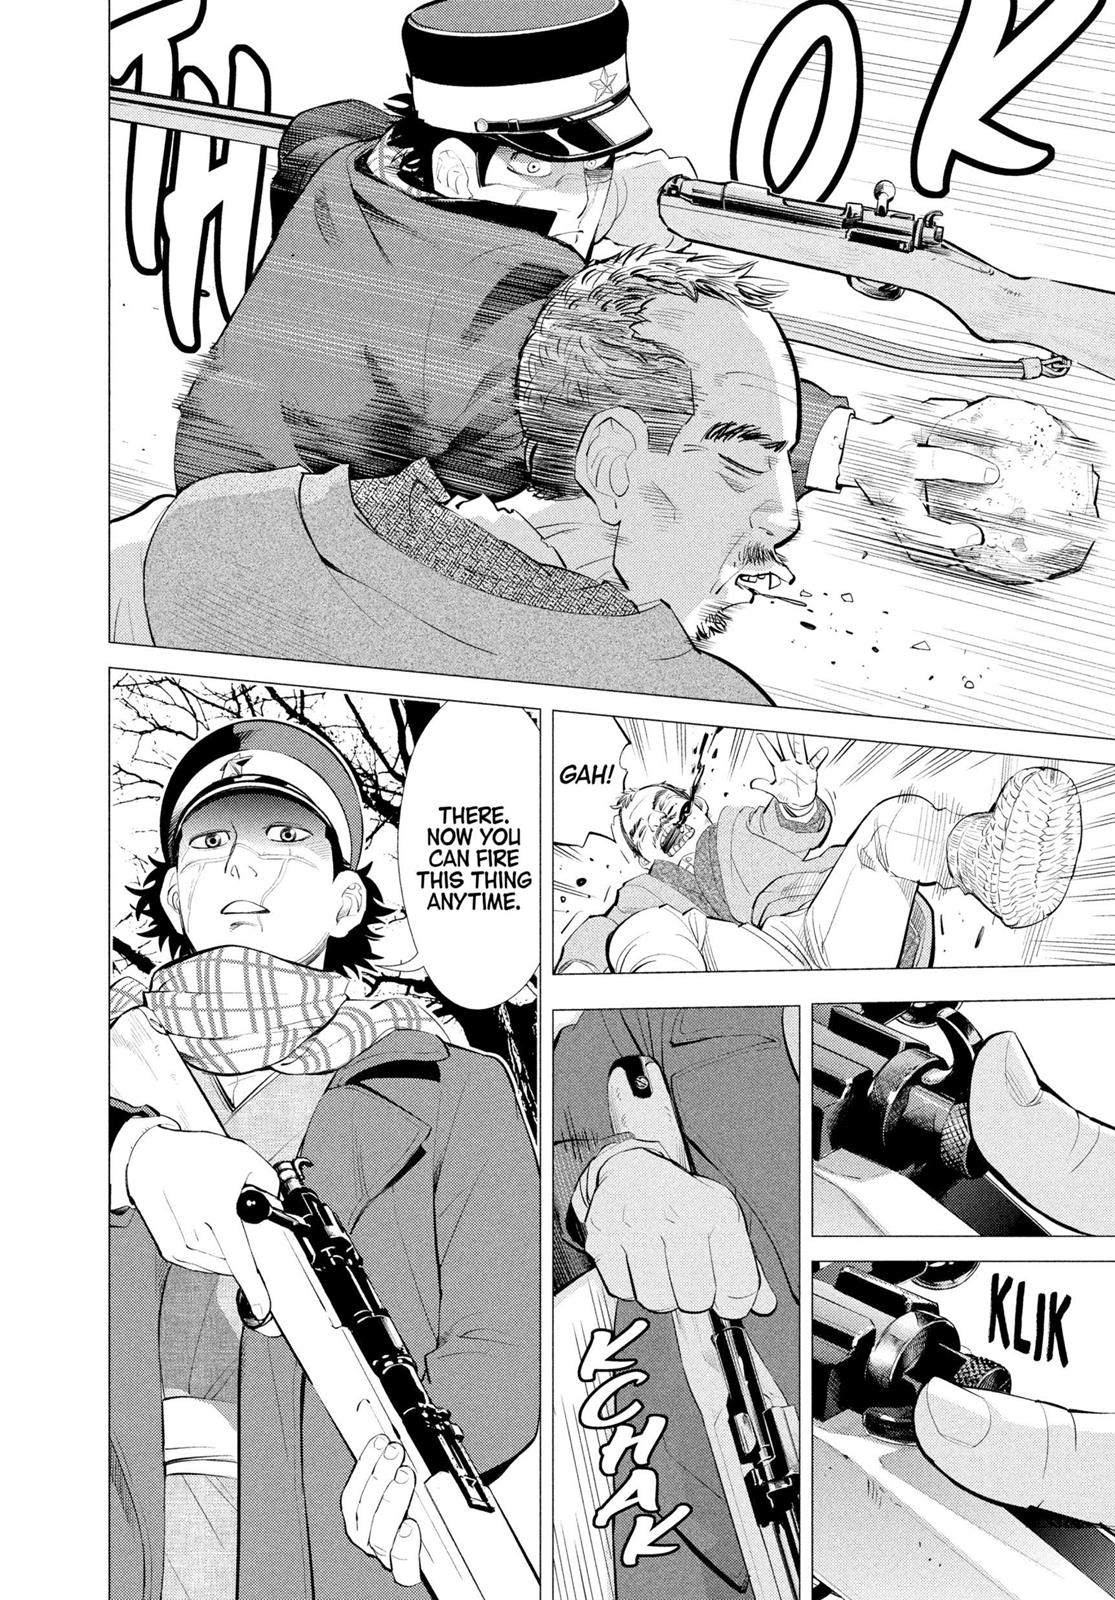 THOK
GAH!
KLIK
KCHAK
THERE.
NOW YOU
CAN FIRE
THIS THING
ANYTIME.